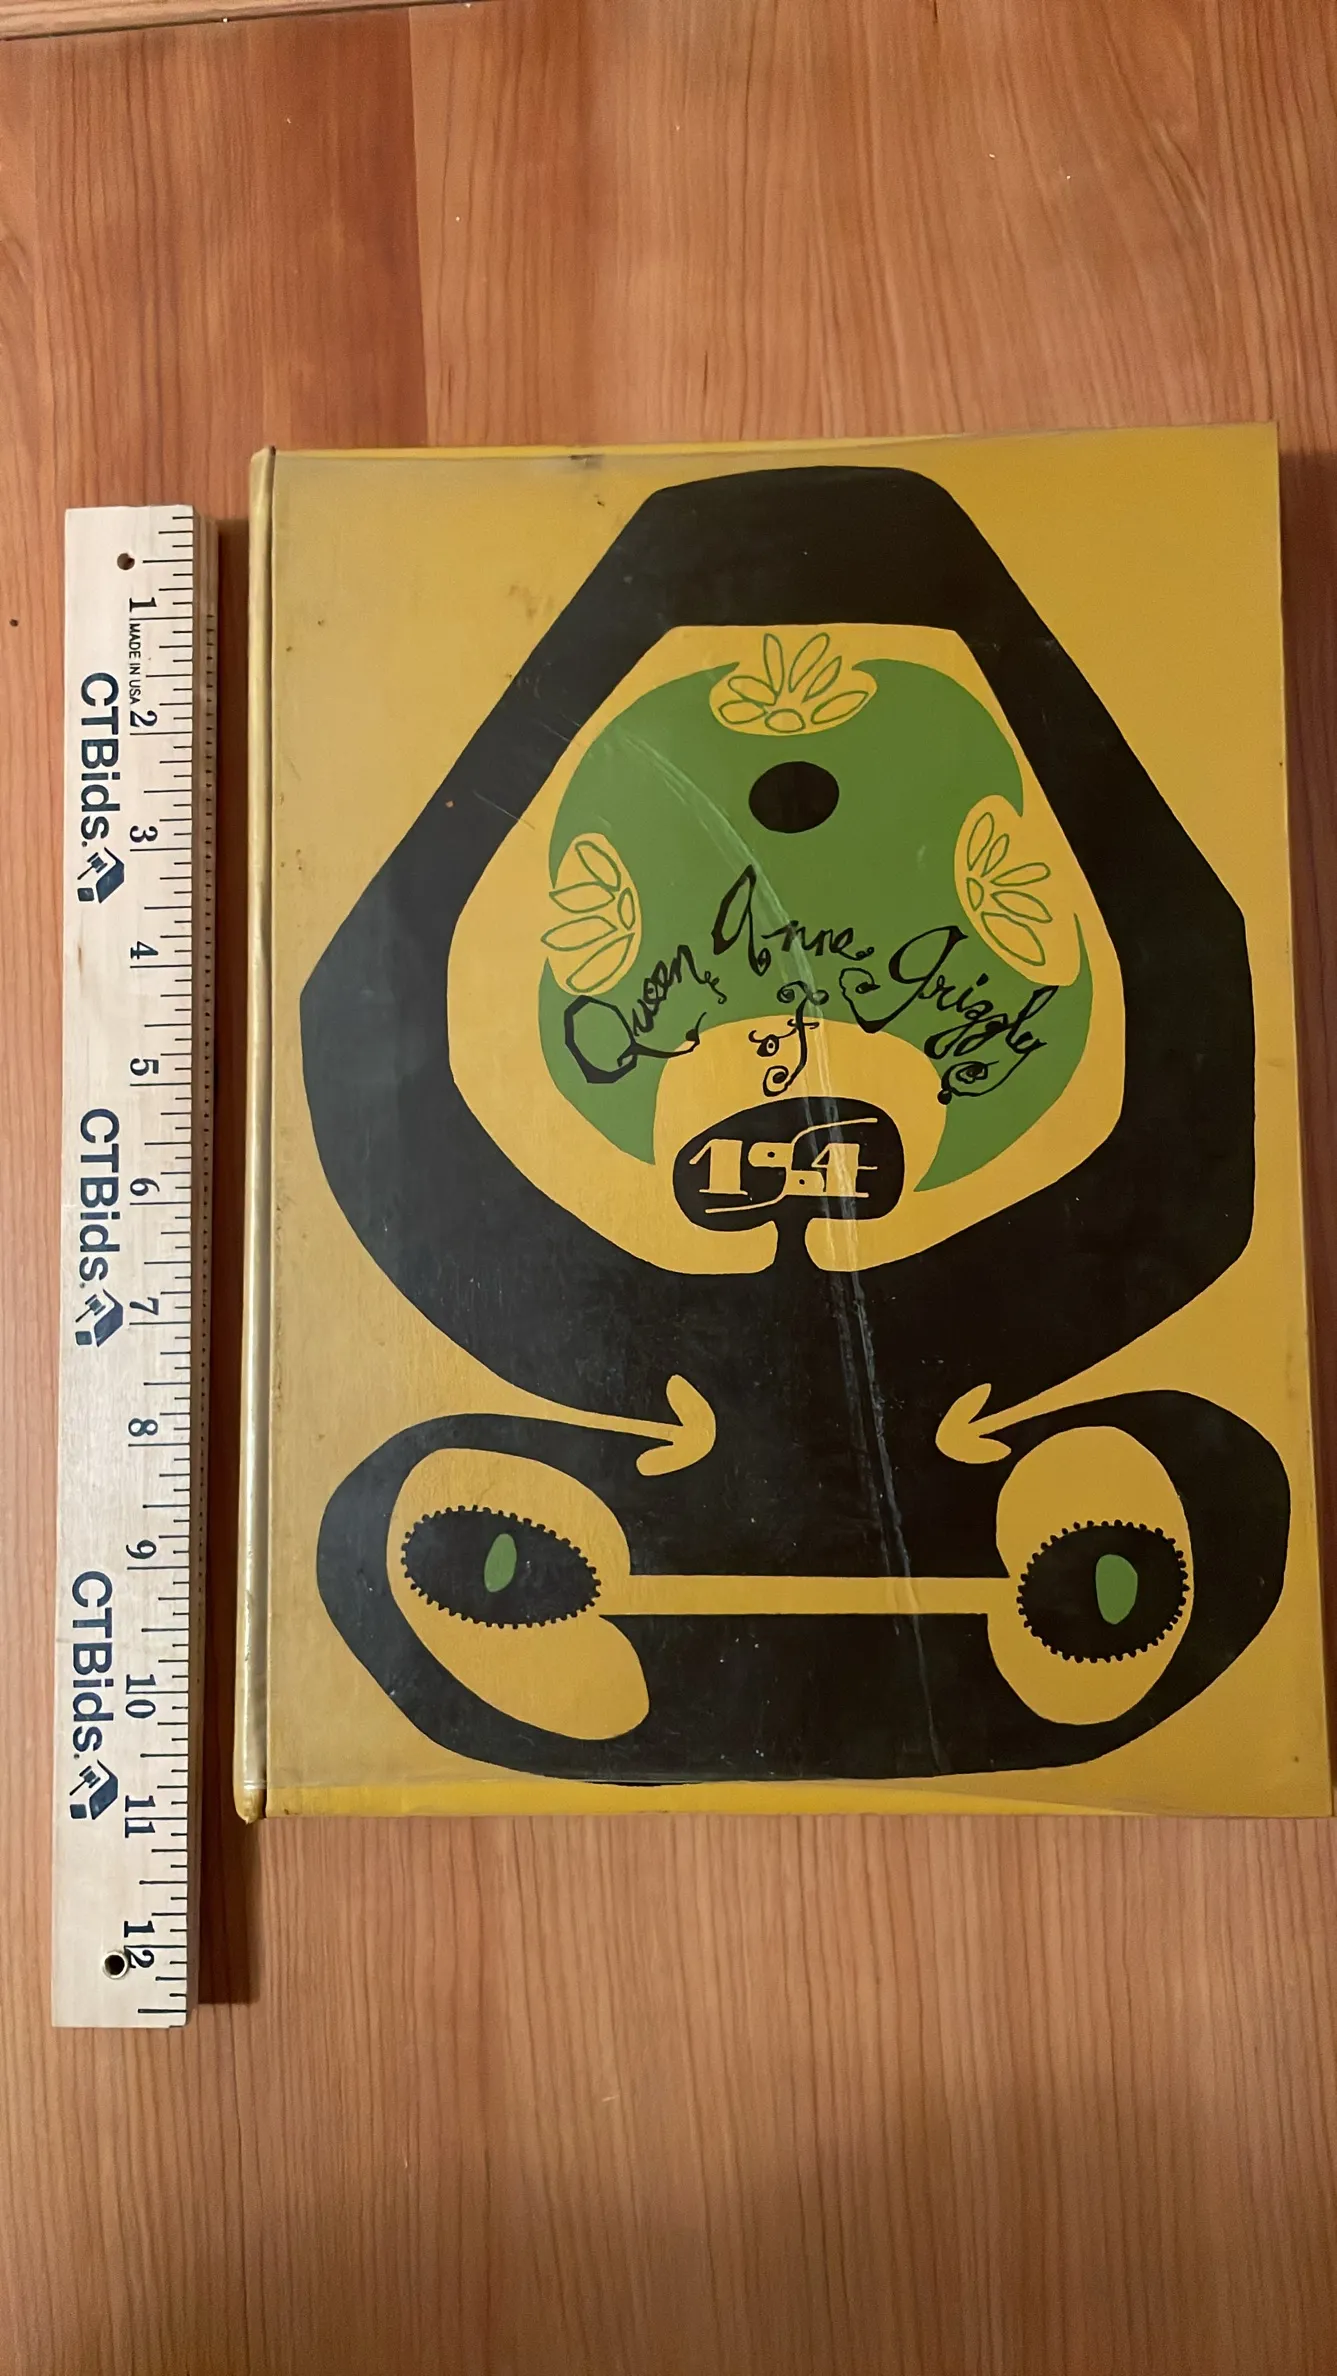 Queen Anne Grizzly
of
1964
1 2 3 4 5 6 7 8 9 10 11 12
MADE IN USA
CTBids.
CTBids.
CTBids.